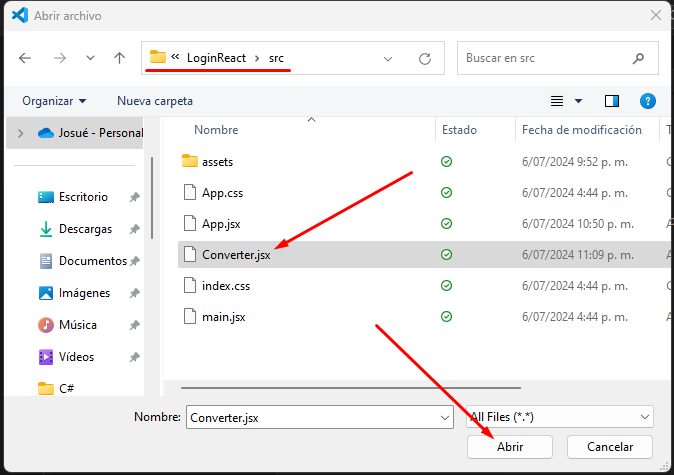 Abrir archivo
« LoginReact > src
Buscar en src
Organizar
Nueva carpeta
?
Josué - Personal
Escritorio
Descargas
Documentos
Imágenes
Música
Vídeos
C#
Nombre Estado Fecha de modificación T
assets 6/07/2024 9:52 p. m.
App.css 6/07/2024 4:44 p. m.
App.jsx 6/07/2024 10:50 p. m.
Converter.jsx 6/07/2024 11:09 p. m.
index.css 6/07/2024 4:44 p. m.
main.jsx 6/07/2024 4:44 p. m.
Nombre: Converter.jsx
All Files (*.*)
Abrir
Cancelar